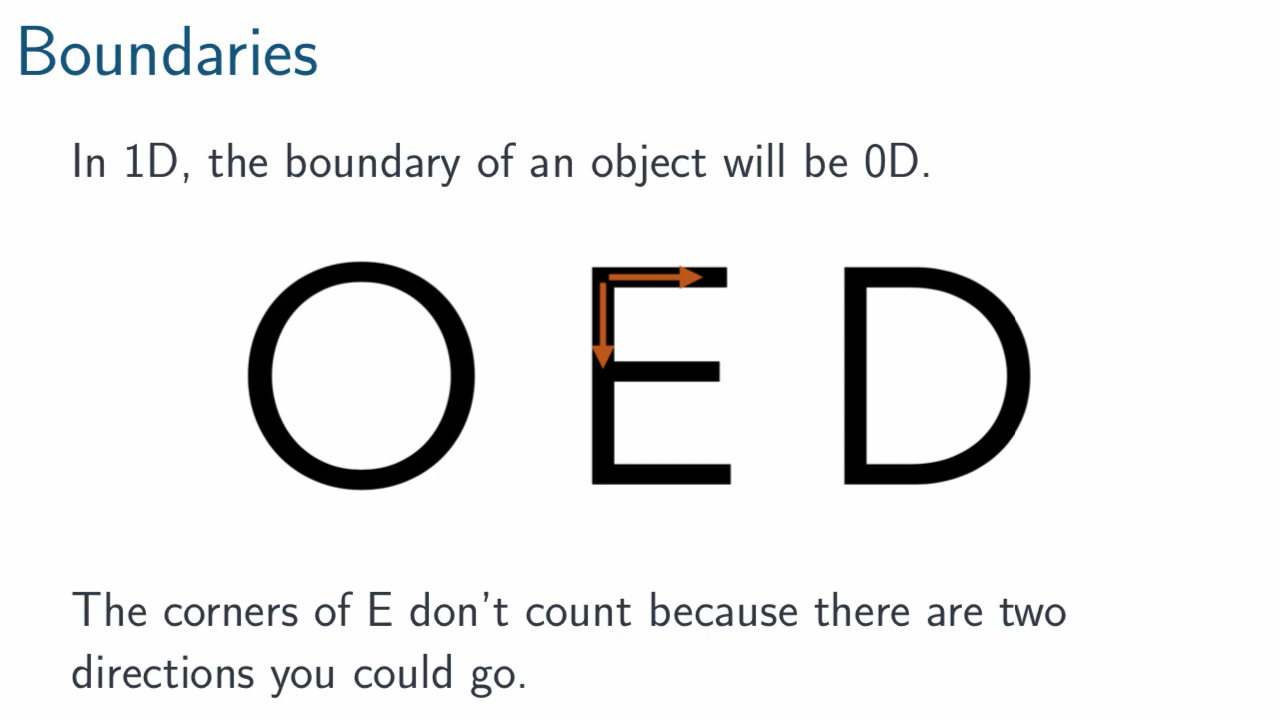 Boundaries
In 1D, the boundary of an object will be 0D.
O E D
The corners of E don't count because there are two
directions you could go.